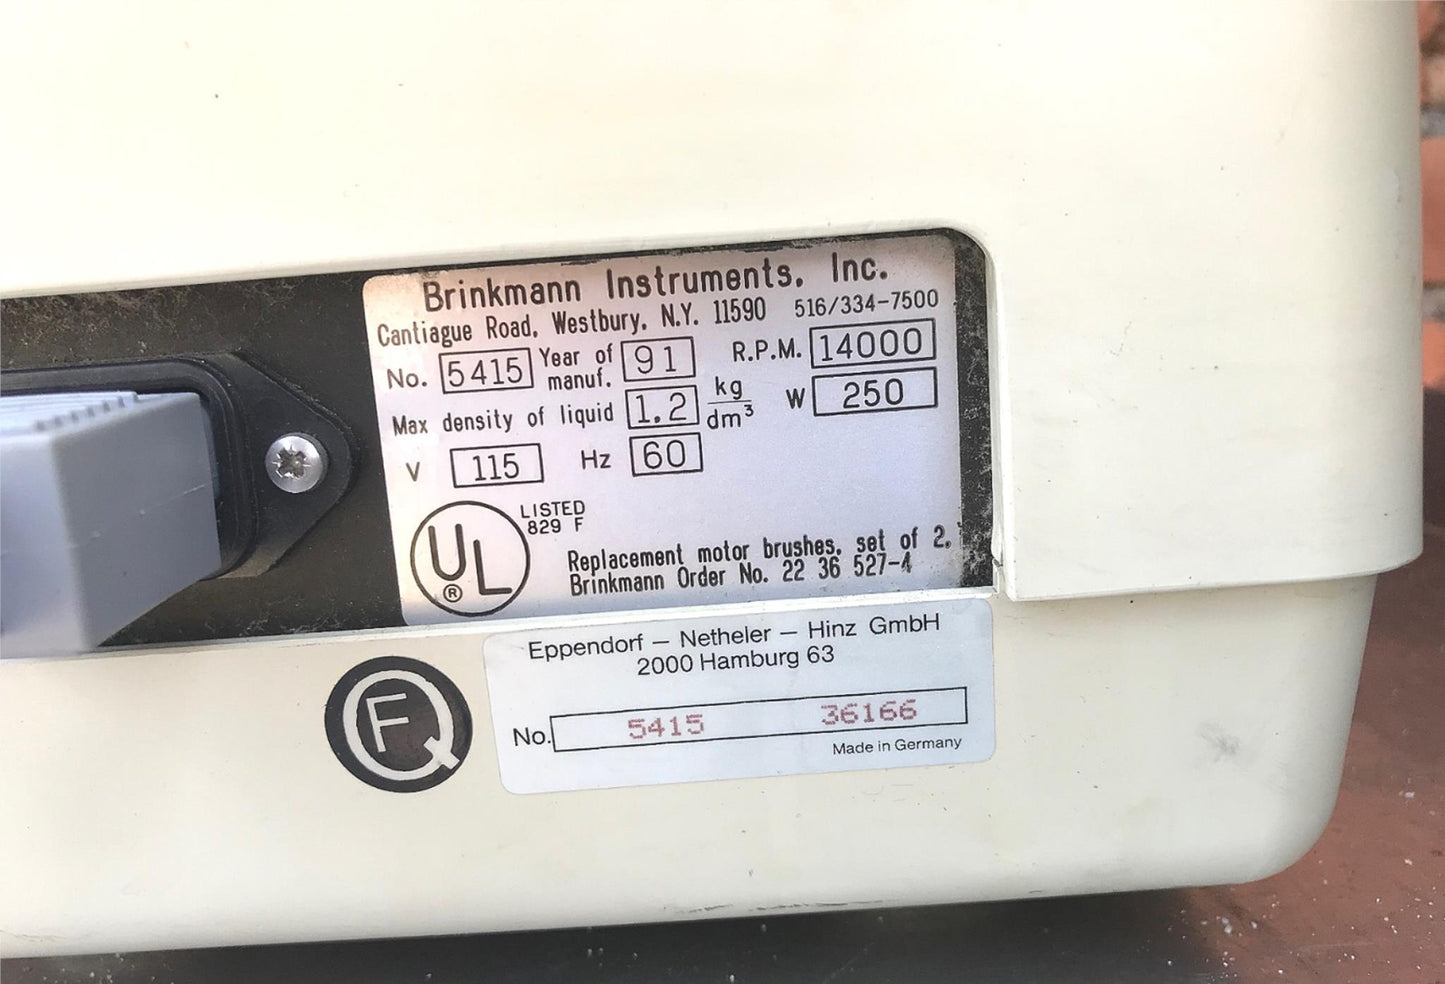 Brinkmann Instruments, Inc.
Cantiague Road, Westbury, N.Y. 11590 516/334-7500
No. 5415 Year of manuf. 91 R.P.M. 14000
Max density of liquid 1.2 kg/dm³ W 250
V 115 Hz 60
UL ® LISTED 829 F
Replacement motor brushes, set of 2,
Brinkmann Order No. 22 36 527-4
QF
Eppendorf – Netheler – Hinz GmbH
2000 Hamburg 63
No. 5415 36166
Made in Germany